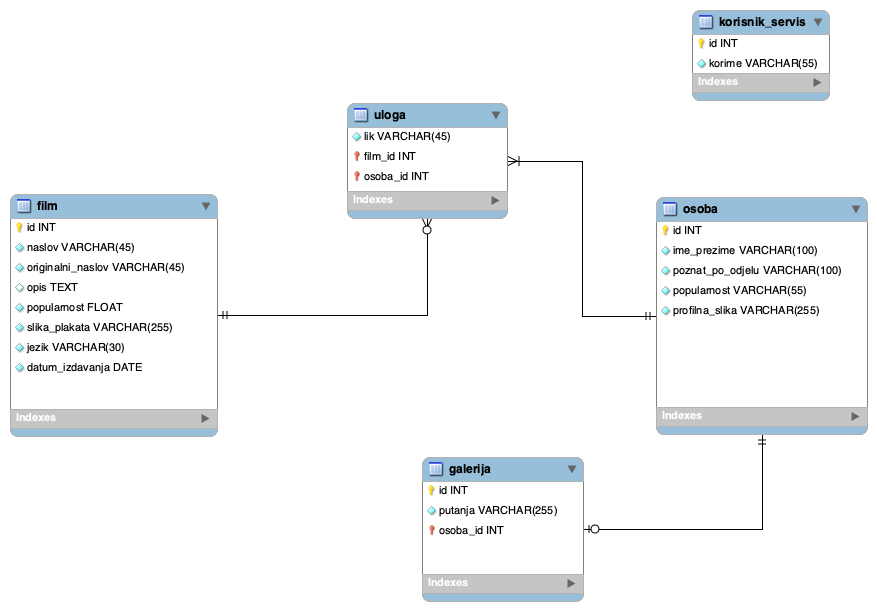 korisnik_servis
id INT
korime VARCHAR(55)
Indexes
uloga
lik VARCHAR(45)
film_id INT
osoba_id INT
Indexes
film
id INT
naslov VARCHAR(45)
originalni_naslov VARCHAR(45)
opis TEXT
popularnost FLOAT
slika_plakata VARCHAR(255)
jezik VARCHAR(30)
datum_izdavanja DATE
Indexes
osoba
id INT
ime_prezime VARCHAR(100)
poznat_po_odjelu VARCHAR(100)
popularnost VARCHAR(55)
profilna_slika VARCHAR(255)
Indexes
galerija
id INT
putanja VARCHAR(255)
osoba_id INT
Indexes